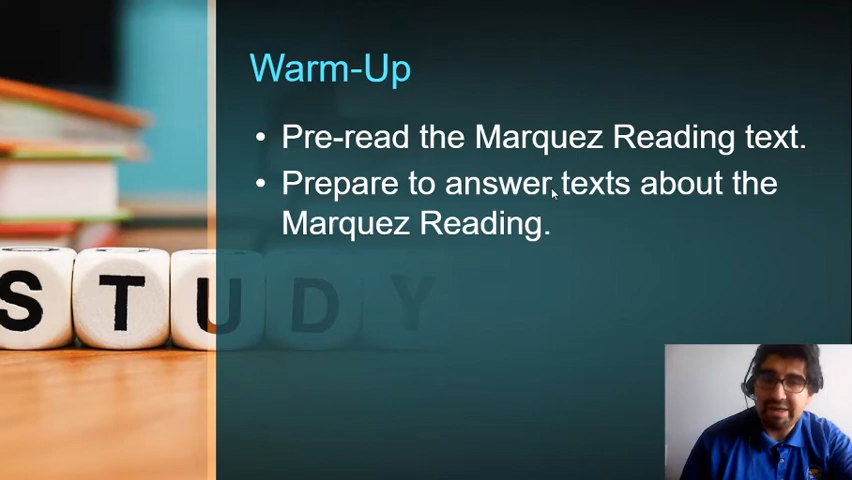 Warm-Up
• Pre-read the Marquez Reading text.
• Prepare to answer texts about the
Marquez Reading.
STUDY